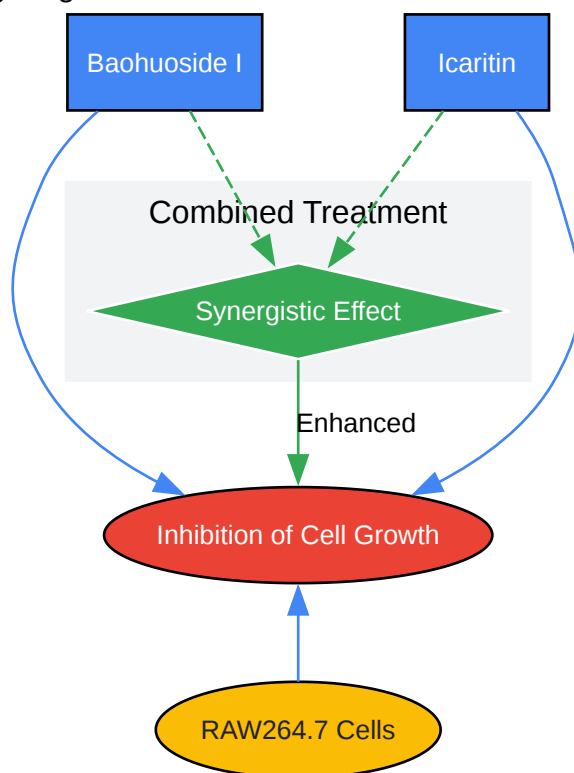 Baohuoside I
Icaritin
Combined Treatment
Synergistic Effect
Enhanced
Inhibition of Cell Growth
RAW264.7 Cells